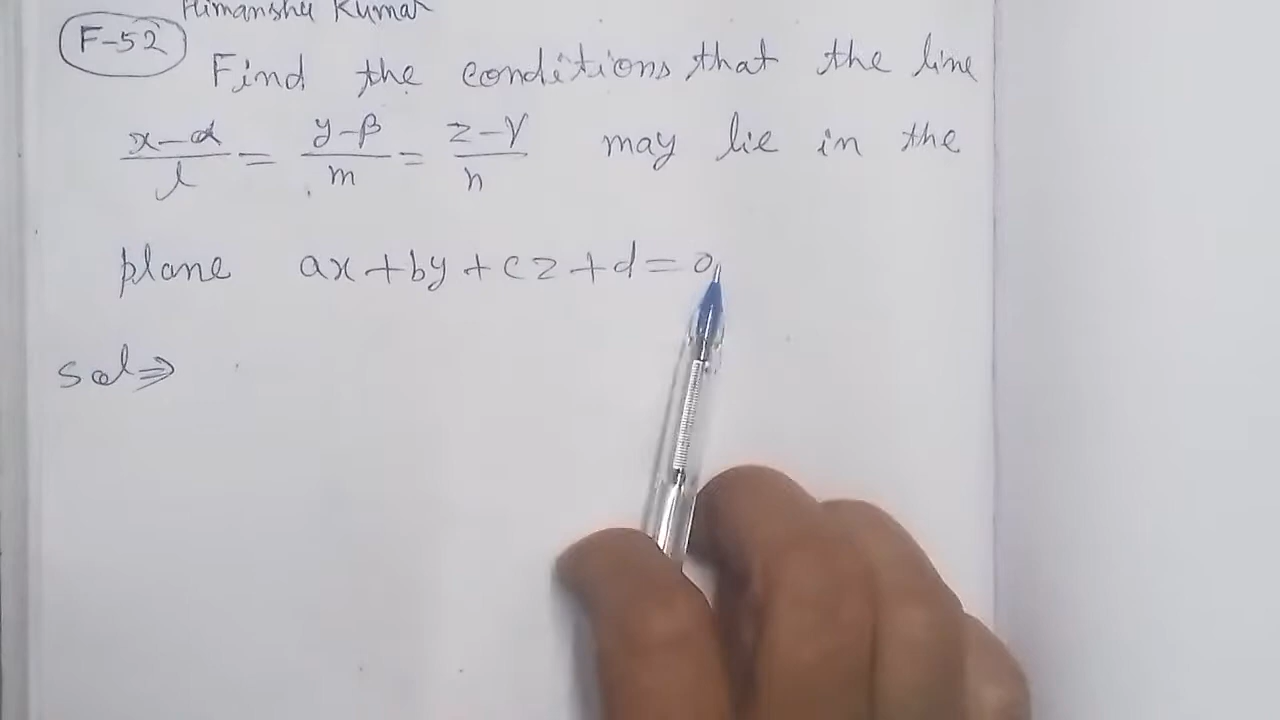 Himanshu Kumar
F-52
Find the conditions that the line
x-α/l = y-β/m = z-γ/n may lie in the
plane ax+by+cz+d=0
Sol⇒